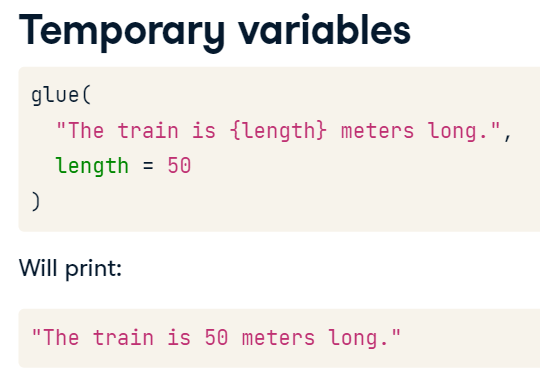 Temporary variables
glue(
  "The train is {length} meters long.",
  length = 50
)
Will print:
"The train is 50 meters long."